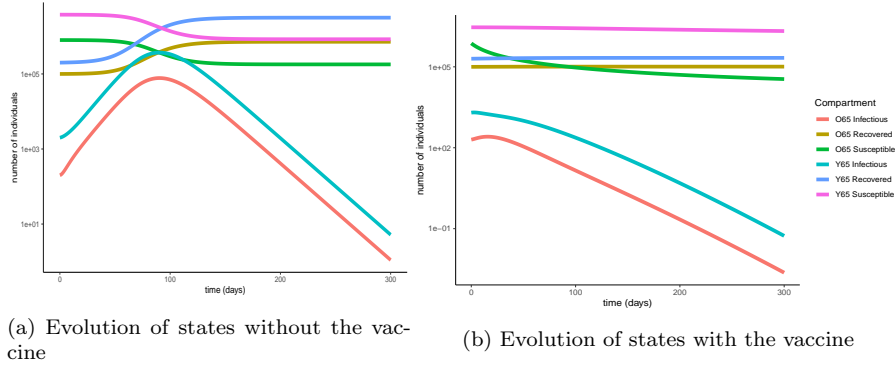 number of individuals
1e+05
1e+03
1e+01
0
100
200
300
time (days)
(a) Evolution of states without the vac-
cine
number of individuals
1e+05
1e+02
1e−01
0
100
200
300
time (days)
(b) Evolution of states with the vaccine
Compartment
O65 Infectious
O65 Recovered
O65 Susceptible
Y65 Infectious
Y65 Recovered
Y65 Susceptible